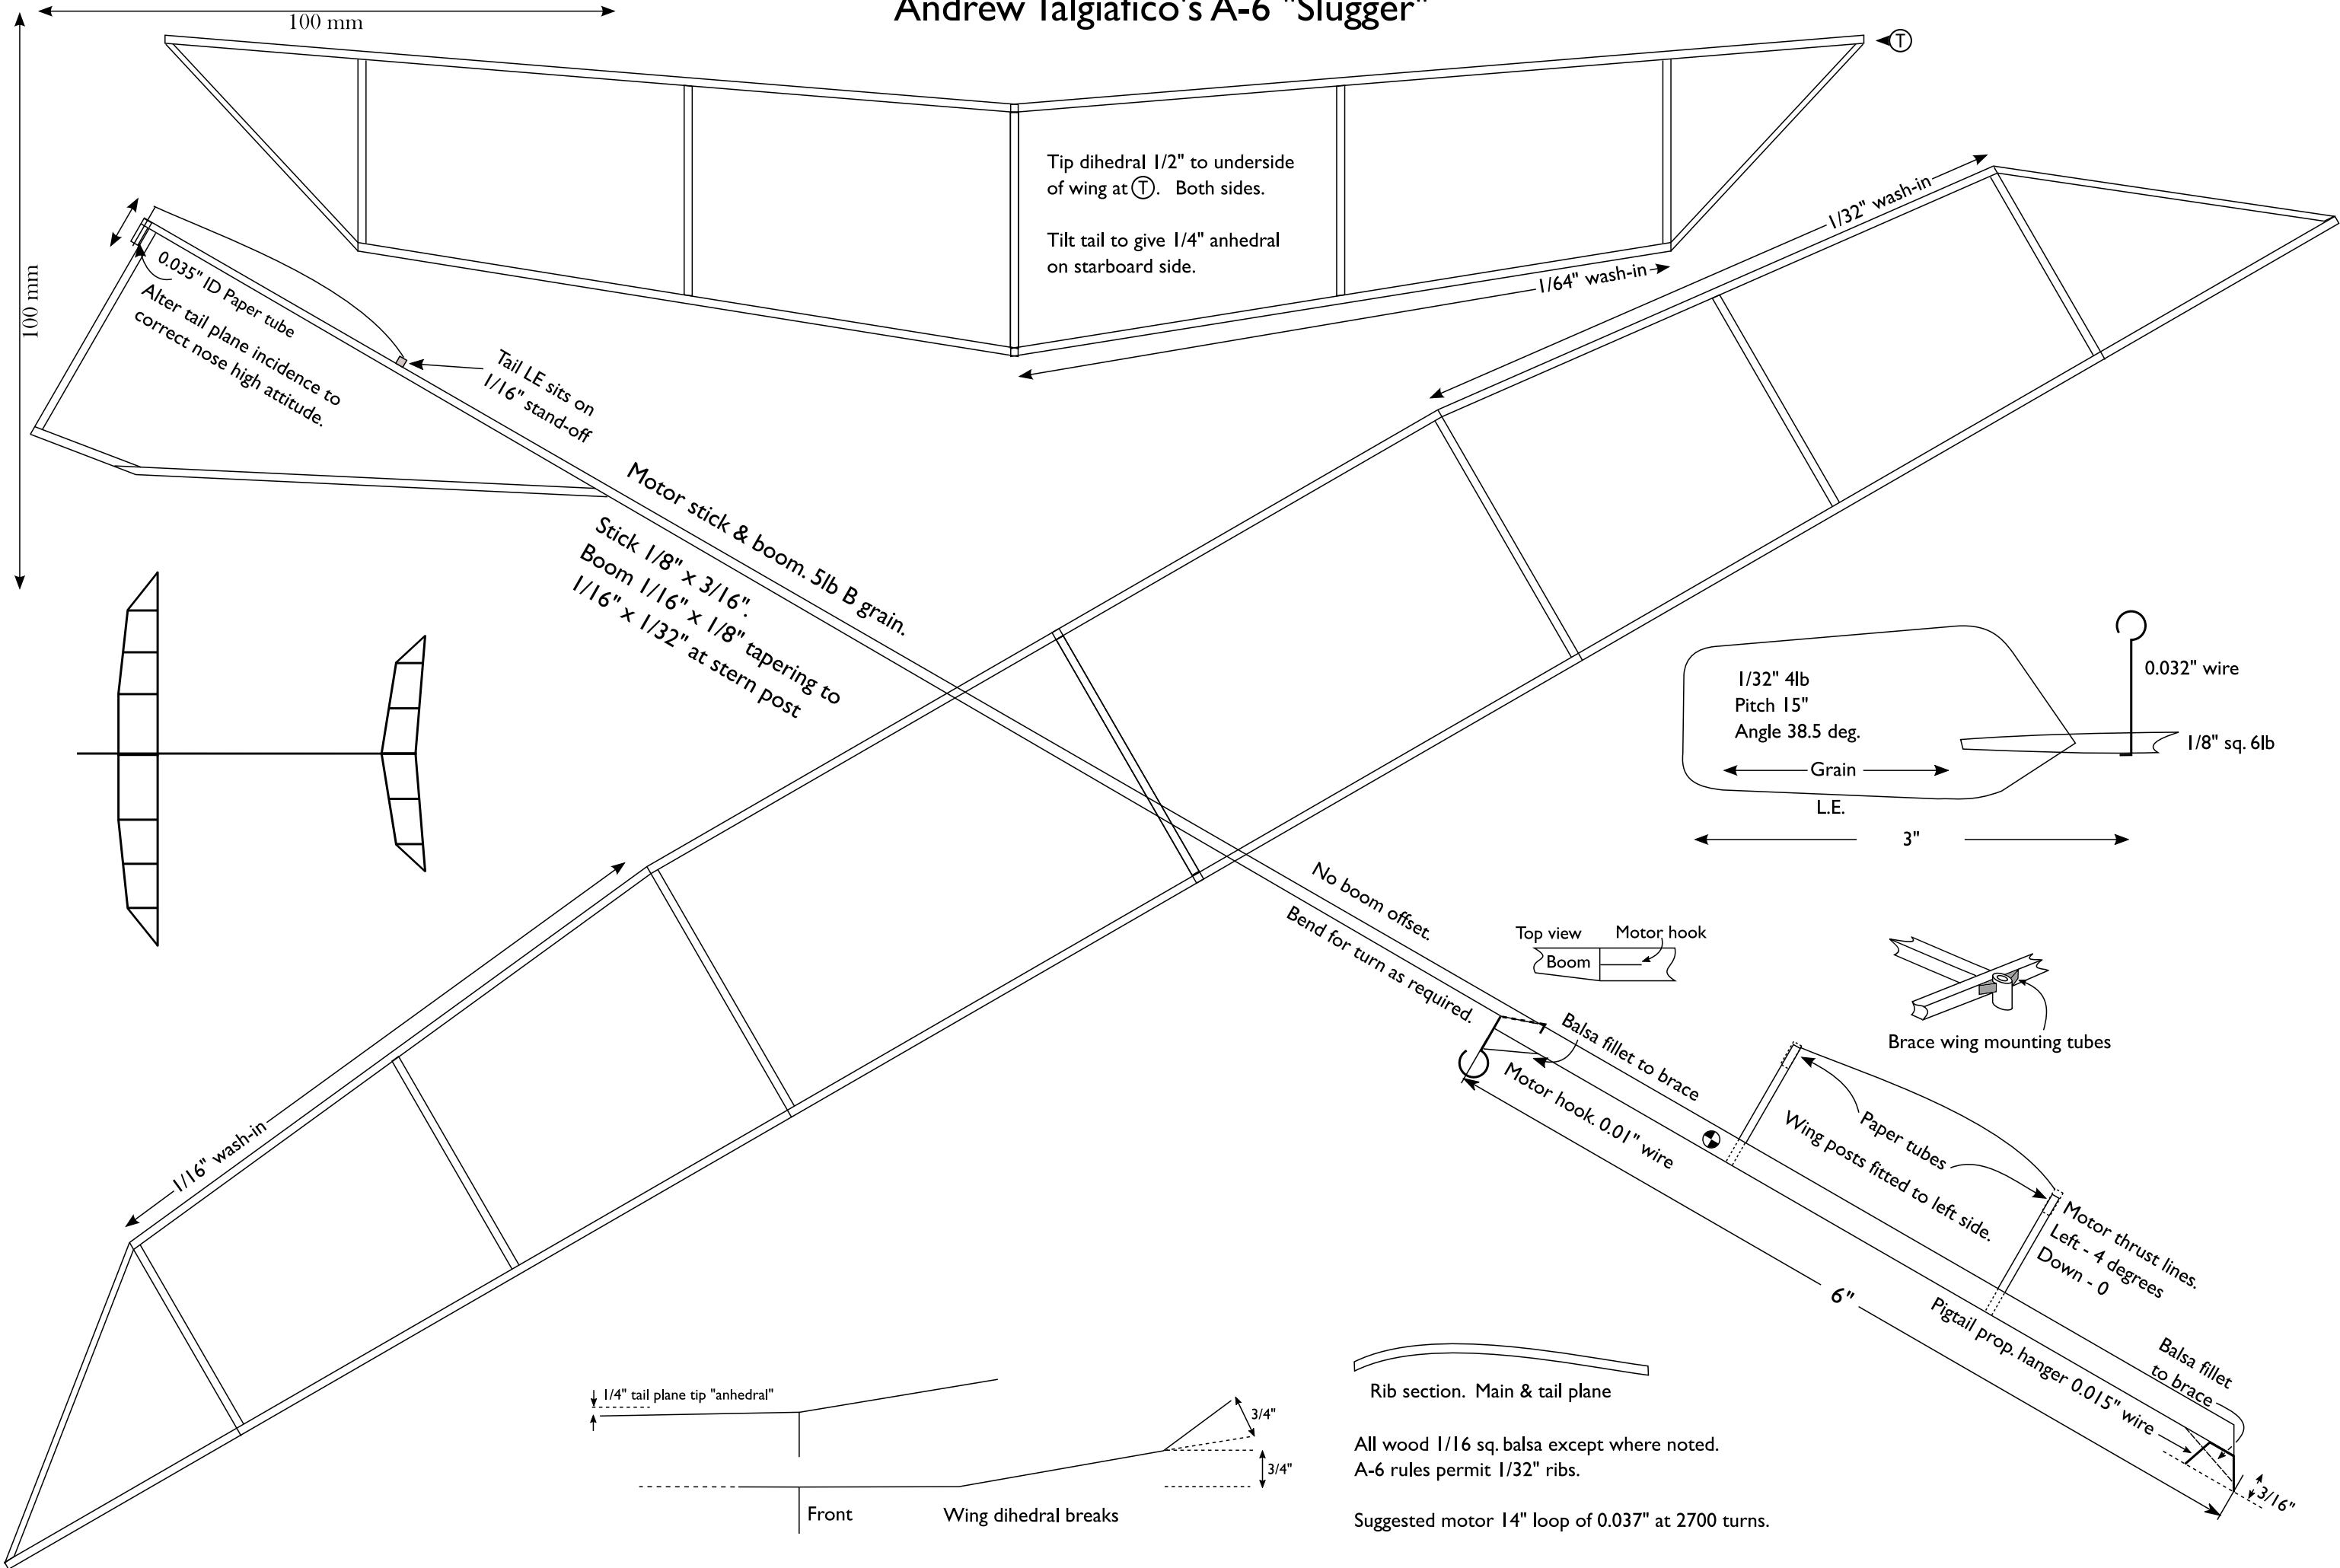 Andrew Tagliafico's A-6 "Slugger"
100 mm
100 mm
T
Tip dihedral 1/2" to underside
of wing at T. Both sides.
Tilt tail to give 1/4" anhedral
on starboard side.
1/64" wash-in
1/32" wash-in
0.035" ID Paper tube
Alter tail plane incidence to
correct nose high attitude.
Tail LE sits on
1/16" stand-off
Motor stick & boom. 5lb B grain.
Stick 1/8" x 3/16".
Boom 1/16" x 1/8" tapering to
1/16" x 1/32" at stern post
1/32" 4lb
Pitch 15"
Angle 38.5 deg.
Grain
L.E.
3"
0.032" wire
1/8" sq. 6lb
No boom offset.
Bend for turn as required.
Top view
Motor hook
Boom
Brace wing mounting tubes
Balsa fillet to brace
Motor hook. 0.01" wire
Paper tubes
Wing posts fitted to left side.
Motor thrust lines.
Left - 4 degrees
Down - 0
6"
Pigtail prop. hanger 0.015" wire
Balsa fillet
to brace
3/16"
1/16" wash-in
1/4" tail plane tip "anhedral"
3/4"
3/4"
Front
Wing dihedral breaks
Rib section. Main & tail plane
All wood 1/16 sq. balsa except where noted.
A-6 rules permit 1/32" ribs.
Suggested motor 14" loop of 0.037" at 2700 turns.